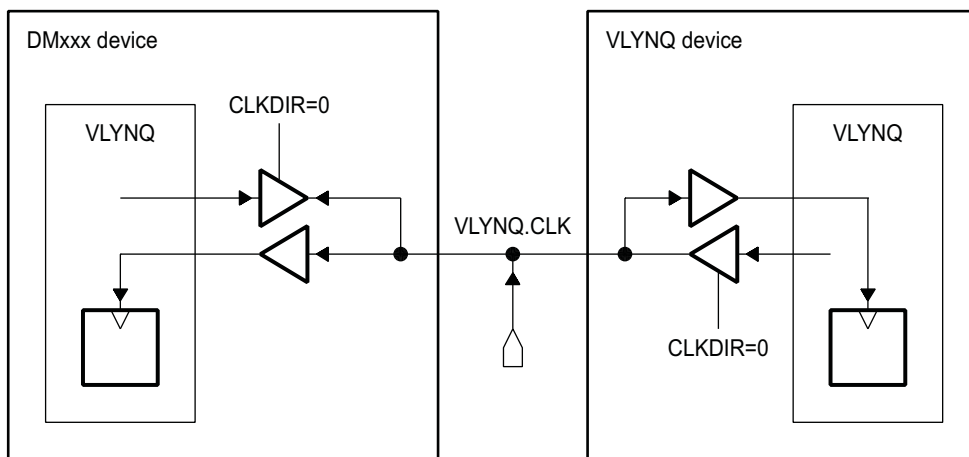 DMxxx device
VLYNQ device
CLKDIR=0
VLYNQ
VLYNQ
VLYNQ.CLK
CLKDIR=0